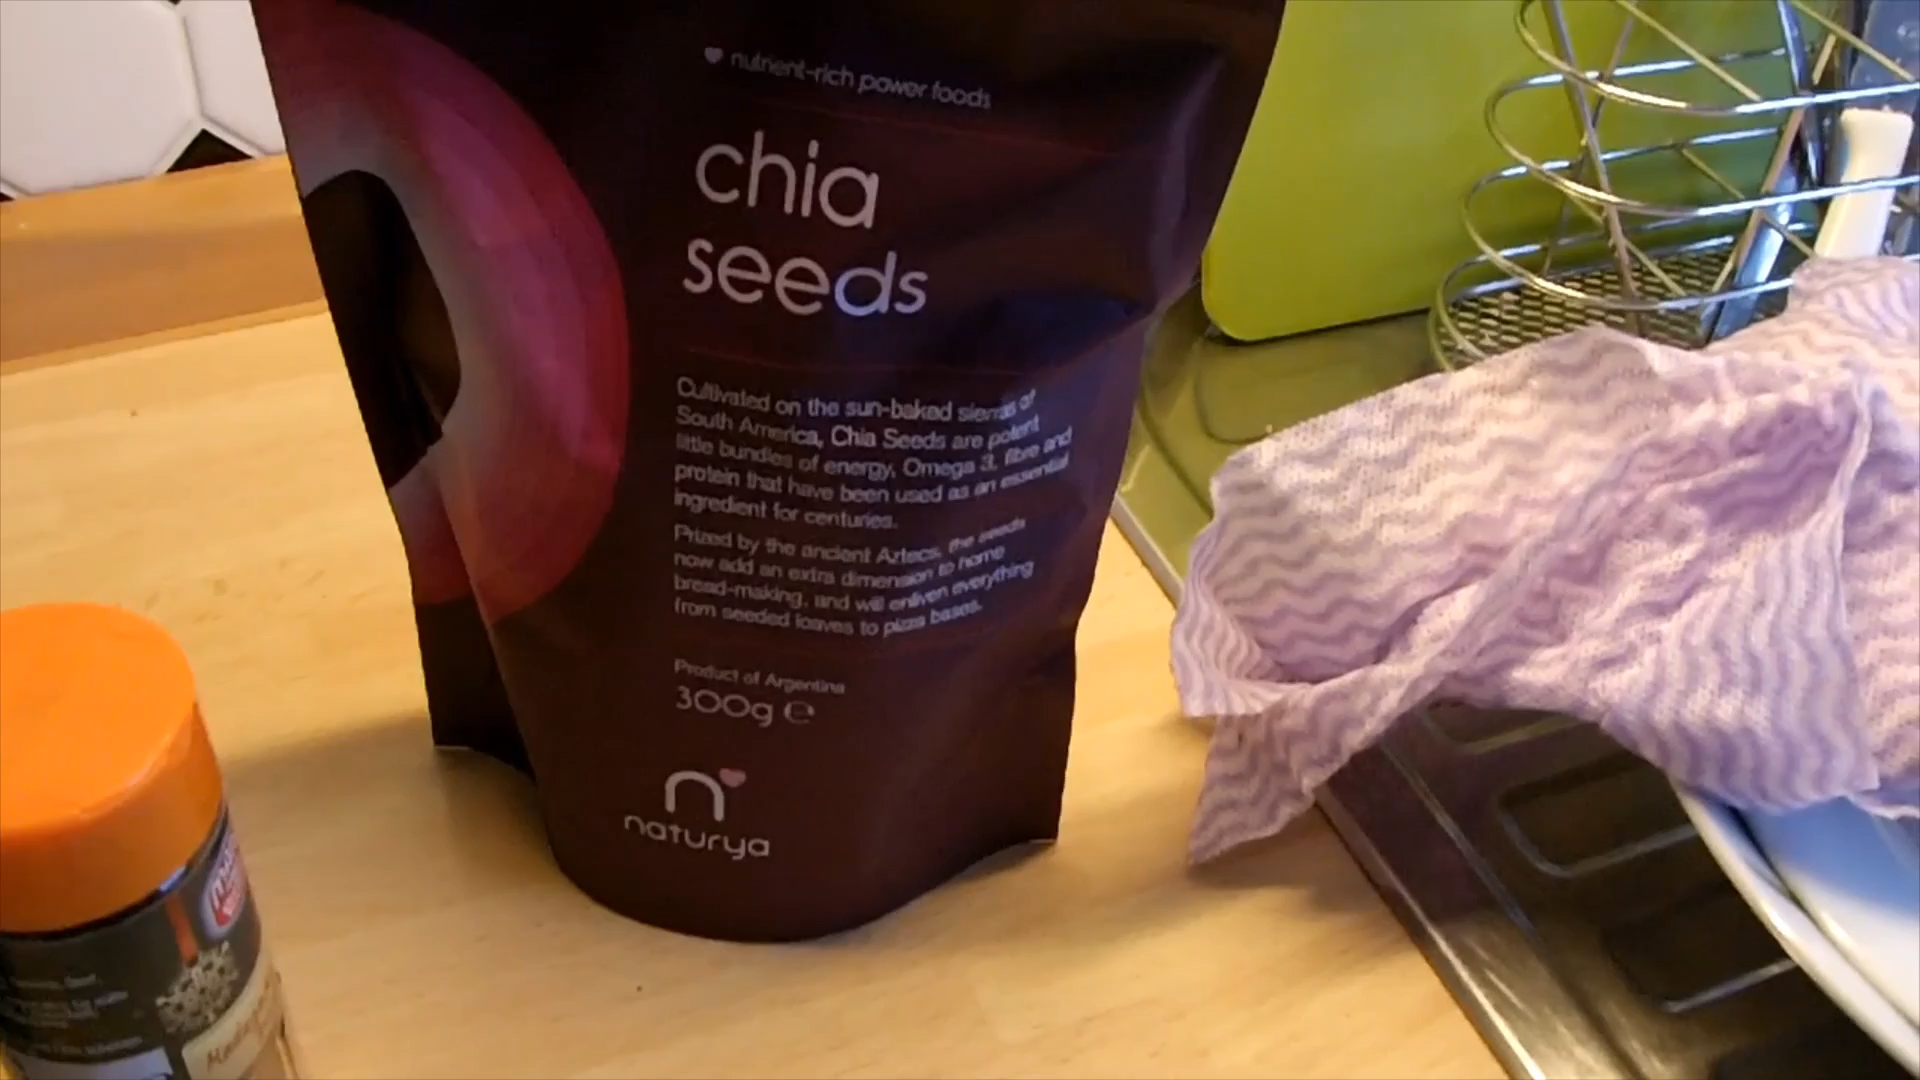 nutrient-rich power foods
chia
seeds
Cultivated on the sun-baked sierras of
South America, Chia Seeds are potent
little bundles of energy, Omega 3, fibre and
protein that have been used as an essential
ingredient for centuries.
Prized by the ancient Aztecs, the seeds
now add an extra dimension to home
bread-making, and will enliven everything
from seeded loaves to pizza bases.
Product of Argentina
300g ℮
naturya